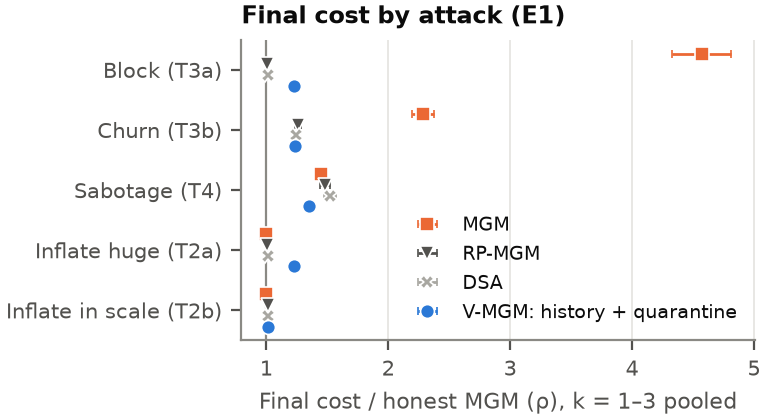 Final cost by attack (E1)
Block (T3a)
Churn (T3b)
Sabotage (T4)
Inflate huge (T2a)
Inflate in scale (T2b)
MGM
RP-MGM
DSA
V-MGM: history + quarantine
1 2 3 4 5
Final cost / honest MGM (ρ), k = 1–3 pooled